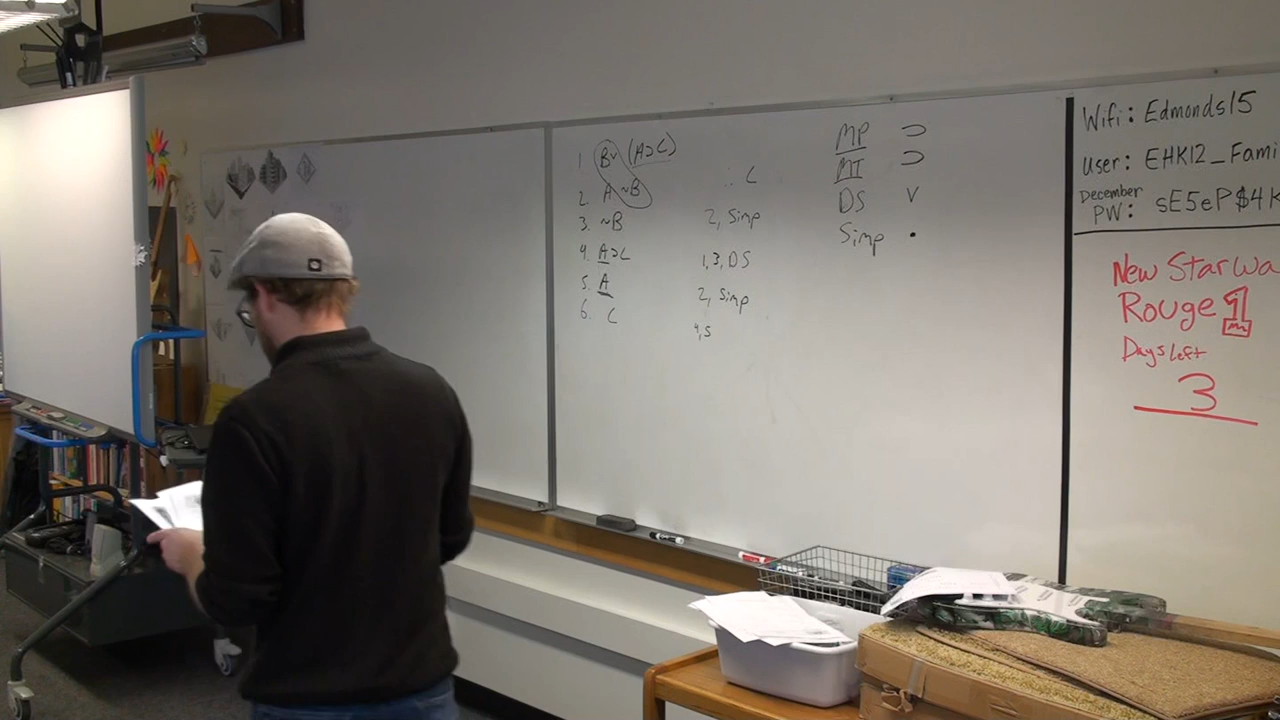 1. B∨ (A⊃C)
∴ C
2. A · ~B
3. ~B 2, Simp
4. A⊃C 1,3, DS
5. A 2, Simp
6. C 4,5
MP ⊃
MT ⊃
DS ∨
Simp •
Wifi: Edmonds15
User: EHK12_Fami
December
PW: sE5eP$4K
New Star Wa
Rouge 1
Days left
3